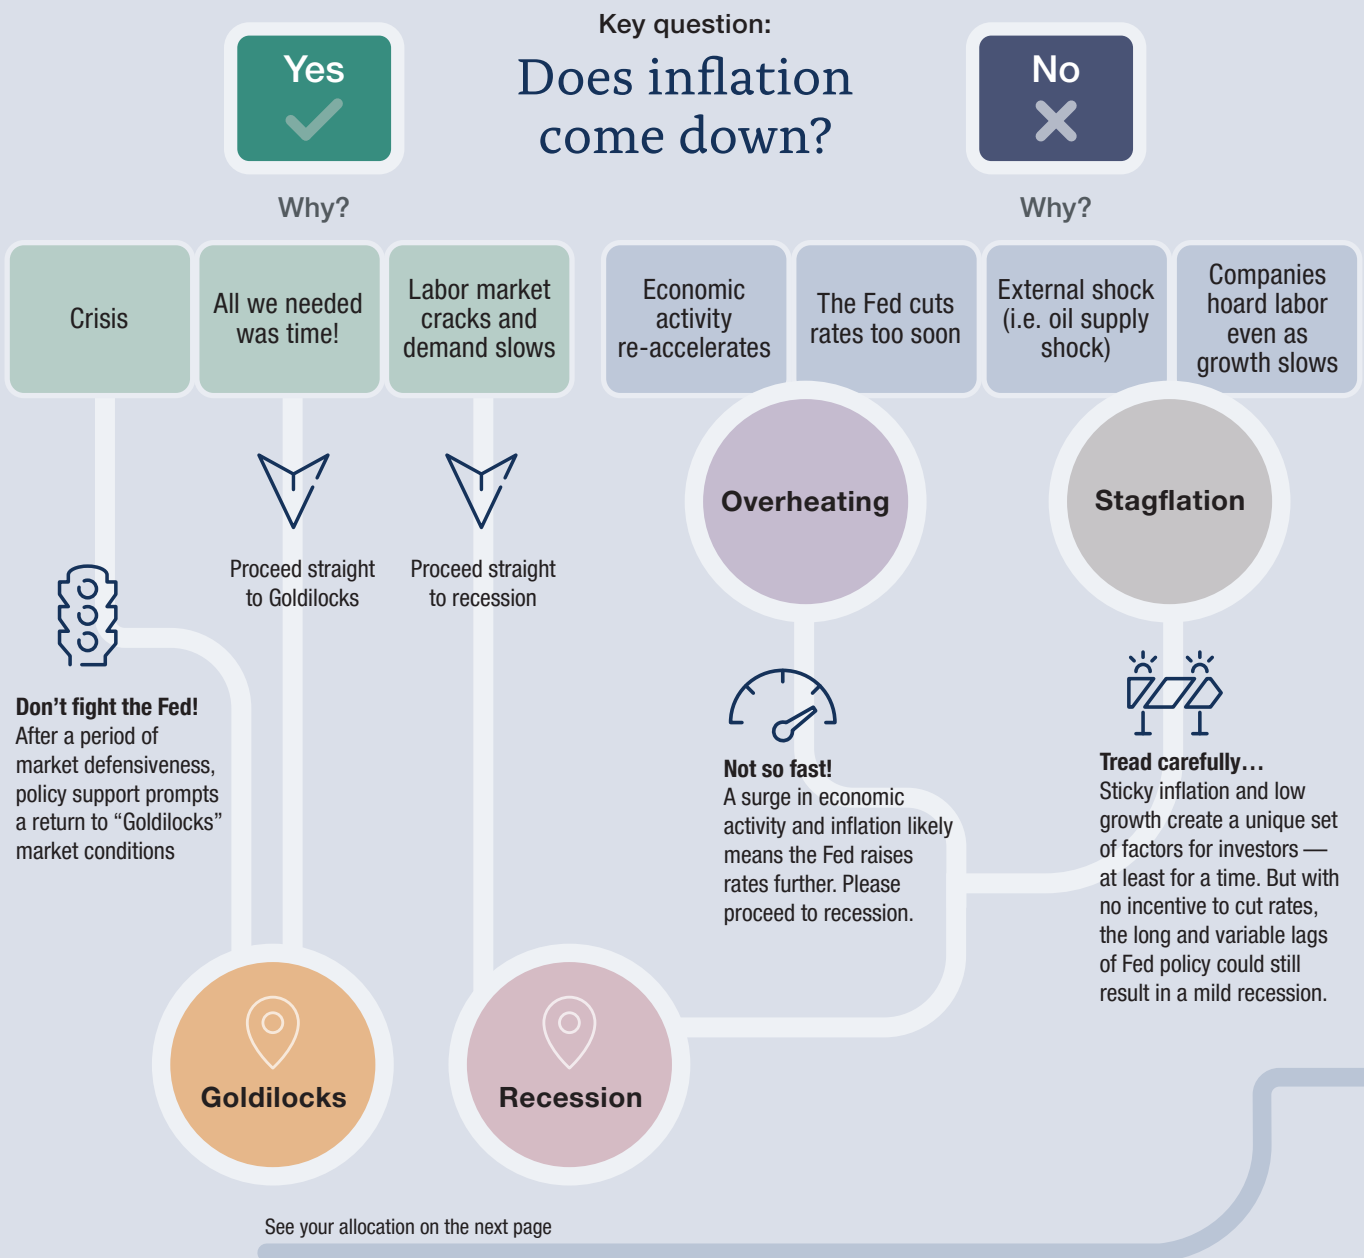 Key question:
Does inflation
come down?
Yes
No
Why?
Why?
Crisis
All we needed
was time!
Labor market
cracks and
demand slows
Economic
activity
re-accelerates
The Fed cuts
rates too soon
External shock
(i.e. oil supply
shock)
Companies
hoard labor
even as
growth slows
Overheating
Stagflation
Proceed straight
to Goldilocks
Proceed straight
to recession
Don’t fight the Fed!
After a period of
market defensiveness,
policy support prompts
a return to “Goldilocks”
market conditions
Not so fast!
A surge in economic
activity and inflation likely
means the Fed raises
rates further. Please
proceed to recession.
Tread carefully…
Sticky inflation and low
growth create a unique set
of factors for investors —
at least for a time. But with
no incentive to cut rates,
the long and variable lags
of Fed policy could still
result in a mild recession.
Goldilocks
Recession
See your allocation on the next page